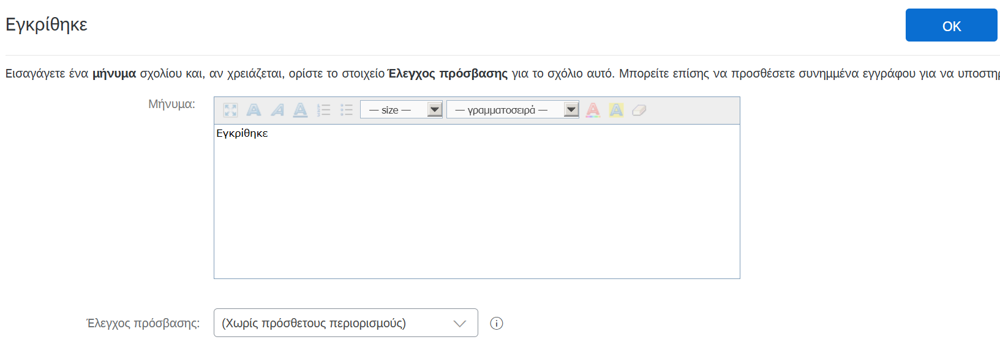 Εγκρίθηκε
OK
Εισαγάγετε ένα μήνυμα σχολίου και, αν χρειάζεται, ορίστε το στοιχείο Έλεγχος πρόσβασης για το σχόλιο αυτό. Μπορείτε επίσης να προσθέσετε συνημμένα εγγράφου για να
Μήνυμα:
— size —
— γραμματοσειρά —
Εγκρίθηκε
Έλεγχος πρόσβασης:
(Χωρίς πρόσθετους περιορισμούς)